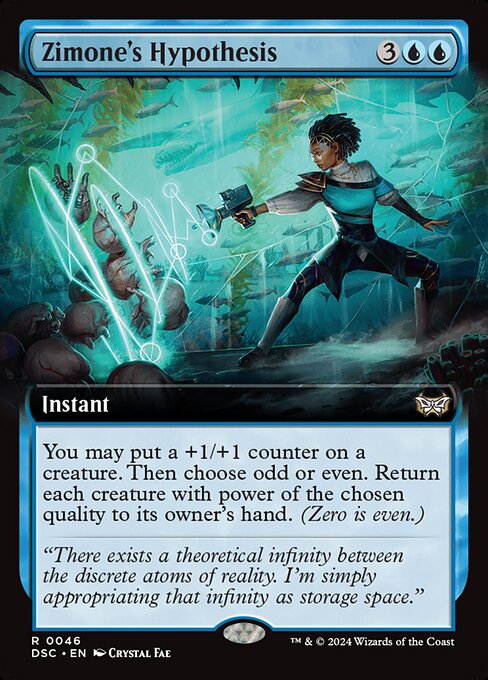 Zimone's Hypothesis 3
Instant
You may put a +1/+1 counter on a
creature. Then choose odd or even. Return
each creature with power of the chosen
quality to its owner's hand. (Zero is even.)
"There exists a theoretical infinity between
the discrete atoms of reality. I'm simply
appropriating that infinity as storage space."
R 0046
DSC • EN Crystal Fae
™ & © 2024 Wizards of the Coast